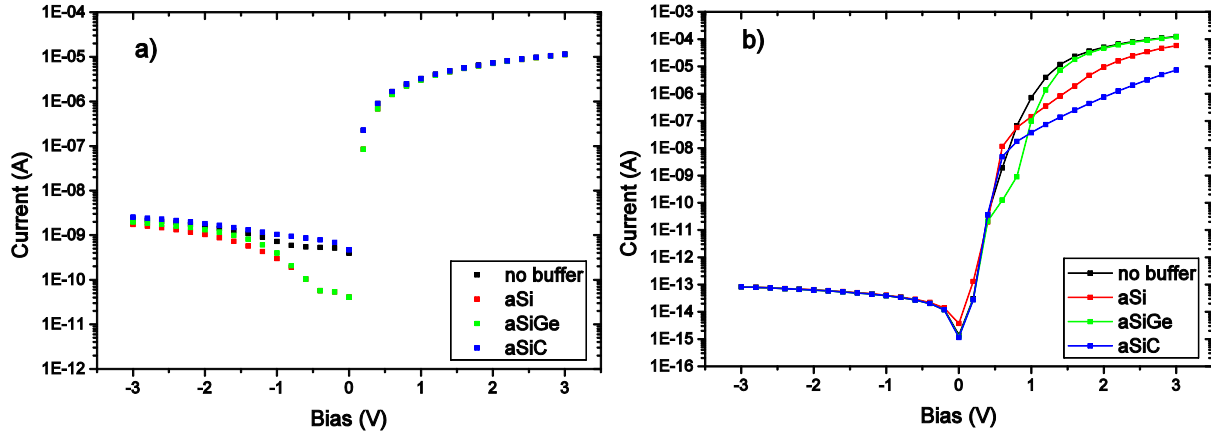 a)
1E-04
1E-05
1E-06
1E-07
1E-08
1E-09
1E-10
1E-11
1E-12
Current (A)
-3 -2 -1 0 1 2 3
Bias (V)
no buffer
aSi
aSiGe
aSiC
b)
1E-03
1E-04
1E-05
1E-06
1E-07
1E-08
1E-09
1E-10
1E-11
1E-12
1E-13
1E-14
1E-15
1E-16
Current (A)
-3 -2 -1 0 1 2 3
Bias (V)
no buffer
aSi
aSiGe
aSiC